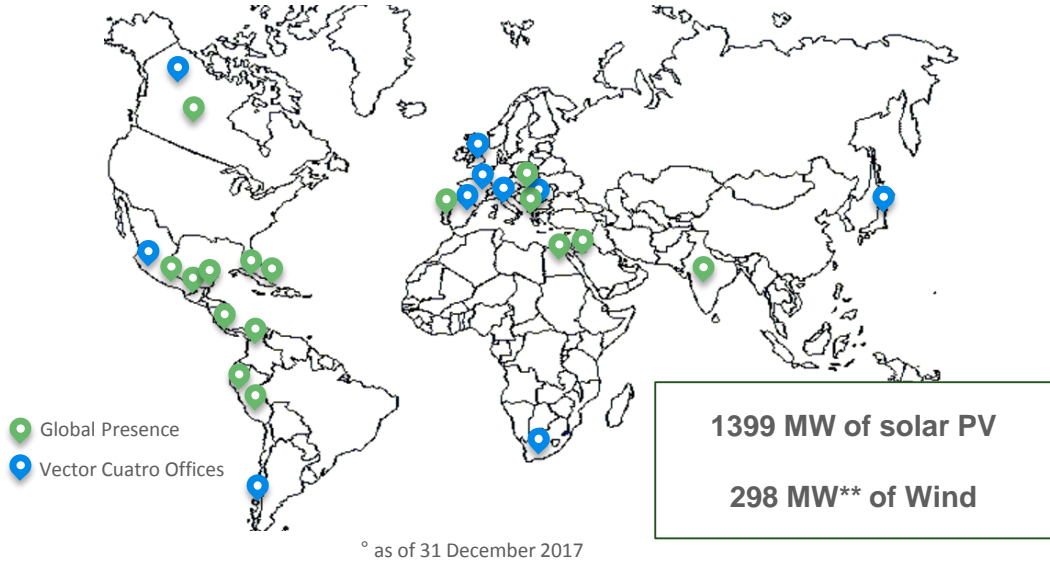 Global Presence
Vector Cuatro Offices
1399 MW of solar PV
298 MW** of Wind
° as of 31 December 2017